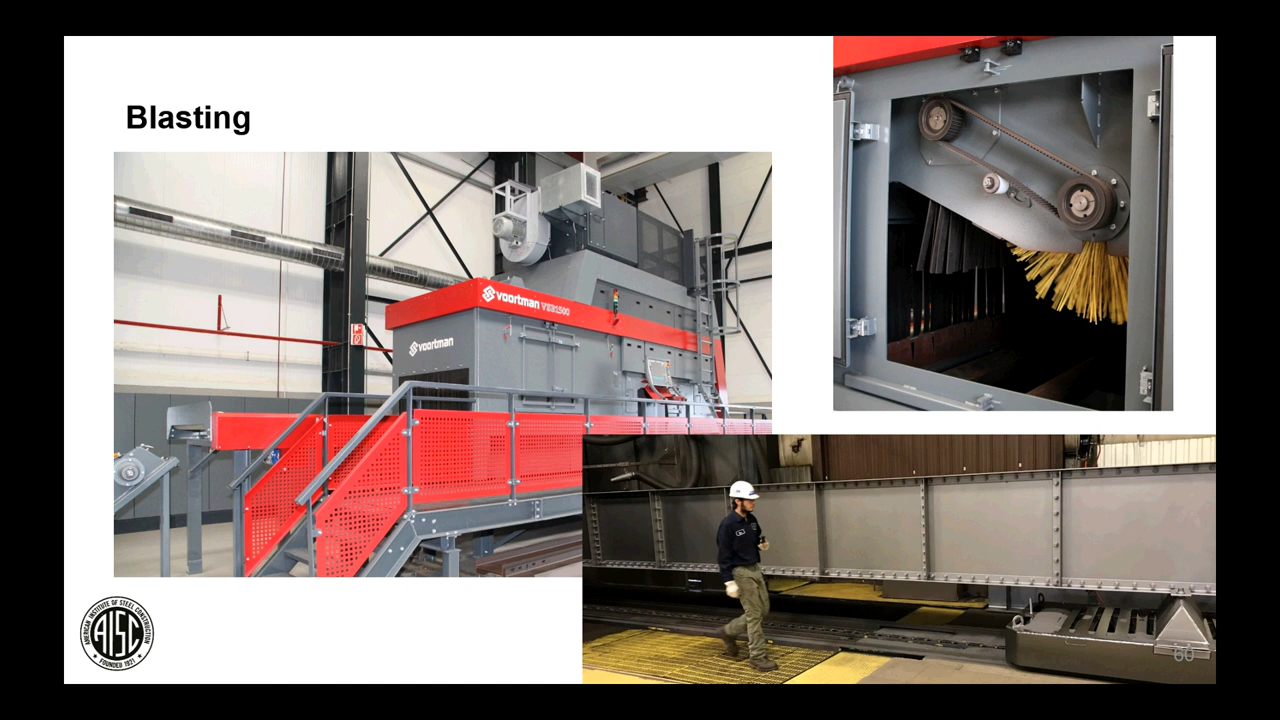 Blasting
voortman VSB1500
voortman
AMERICAN INSTITUTE OF STEEL CONSTRUCTION
AISC
FOUNDED 1921
60